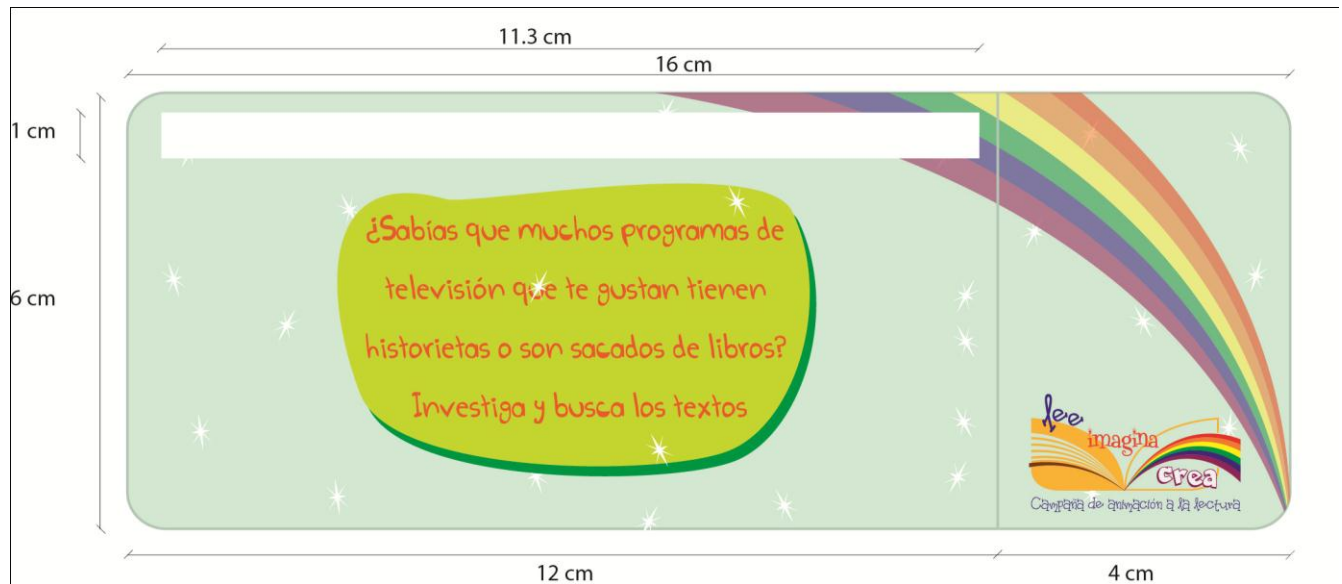 11.3 cm
16 cm
1 cm
6 cm
¿Sabías que muchos programas de
televisión que te gustan tienen
historietas o son sacados de libros?
Investiga y busca los textos
lee
imagina
crea
Campaña de animación a la lectura
12 cm
4 cm